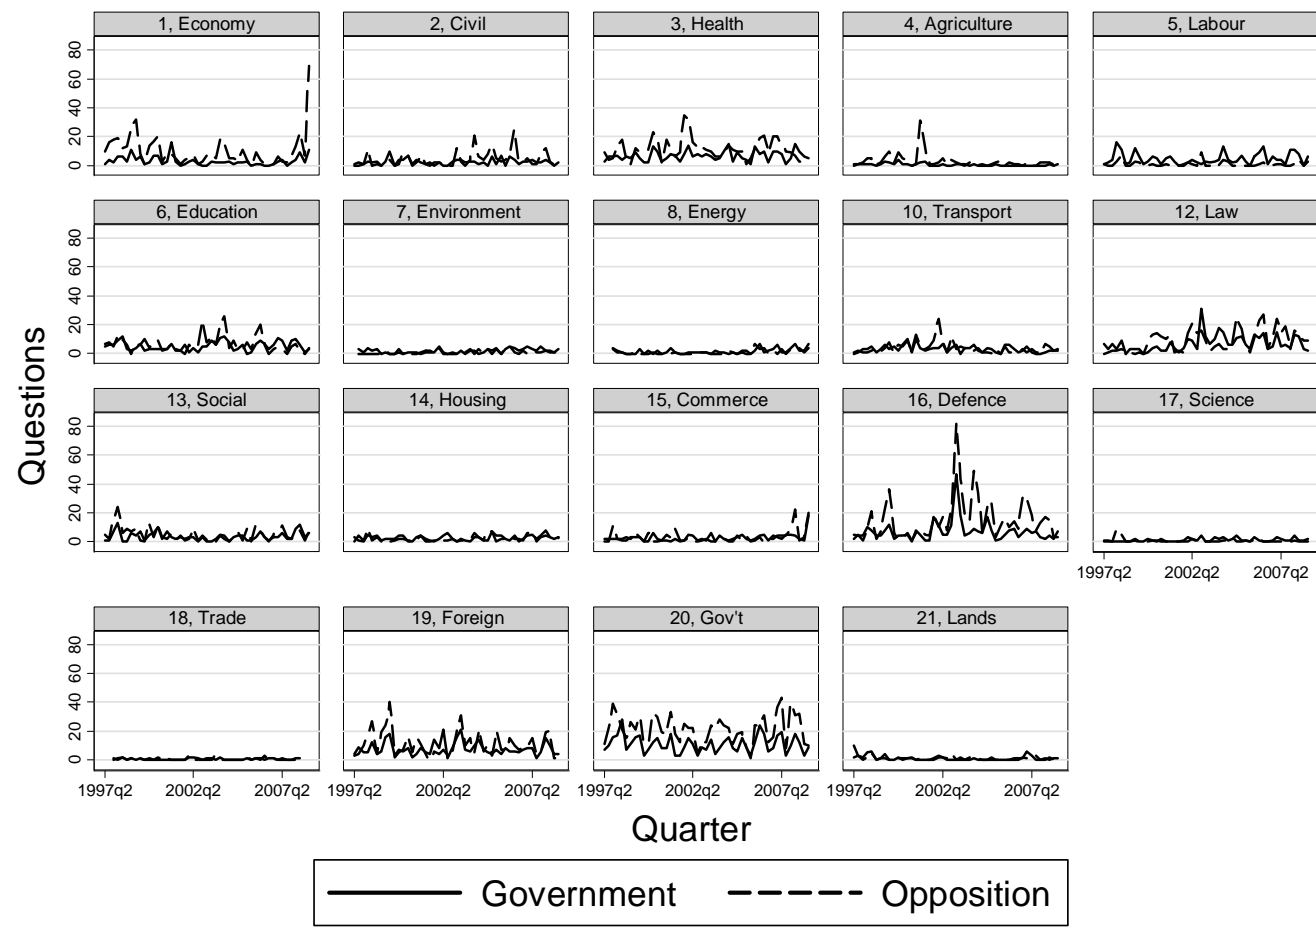 1, Economy
2, Civil
3, Health
4, Agriculture
5, Labour
80
60
40
20
0
6, Education
7, Environment
8, Energy
10, Transport
12, Law
80
60
40
20
0
13, Social
14, Housing
15, Commerce
16, Defence
17, Science
80
60
40
20
0
1997q2 2002q2 2007q2
18, Trade
19, Foreign
20, Gov't
21, Lands
80
60
40
20
0
1997q2 2002q2 2007q2
1997q2 2002q2 2007q2
1997q2 2002q2 2007q2
1997q2 2002q2 2007q2
Questions
Quarter
Government
Opposition